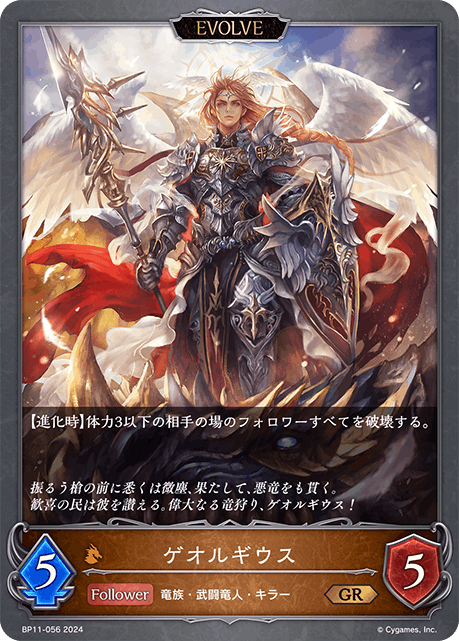 EVOLVE
【進化時】体力3以下の相手の場のフォロワーすべてを破壊する。
振るう槍の前に悉くは微塵、果たして、悪竜をも貫く。
歓喜の民は彼を讃える。偉大なる竜狩り、ゲオルギウス！
ゲオルギウス
5
5
Follower
竜族・武闘竜人・キラー
GR
BP11-056 2024
© Cygames, Inc.